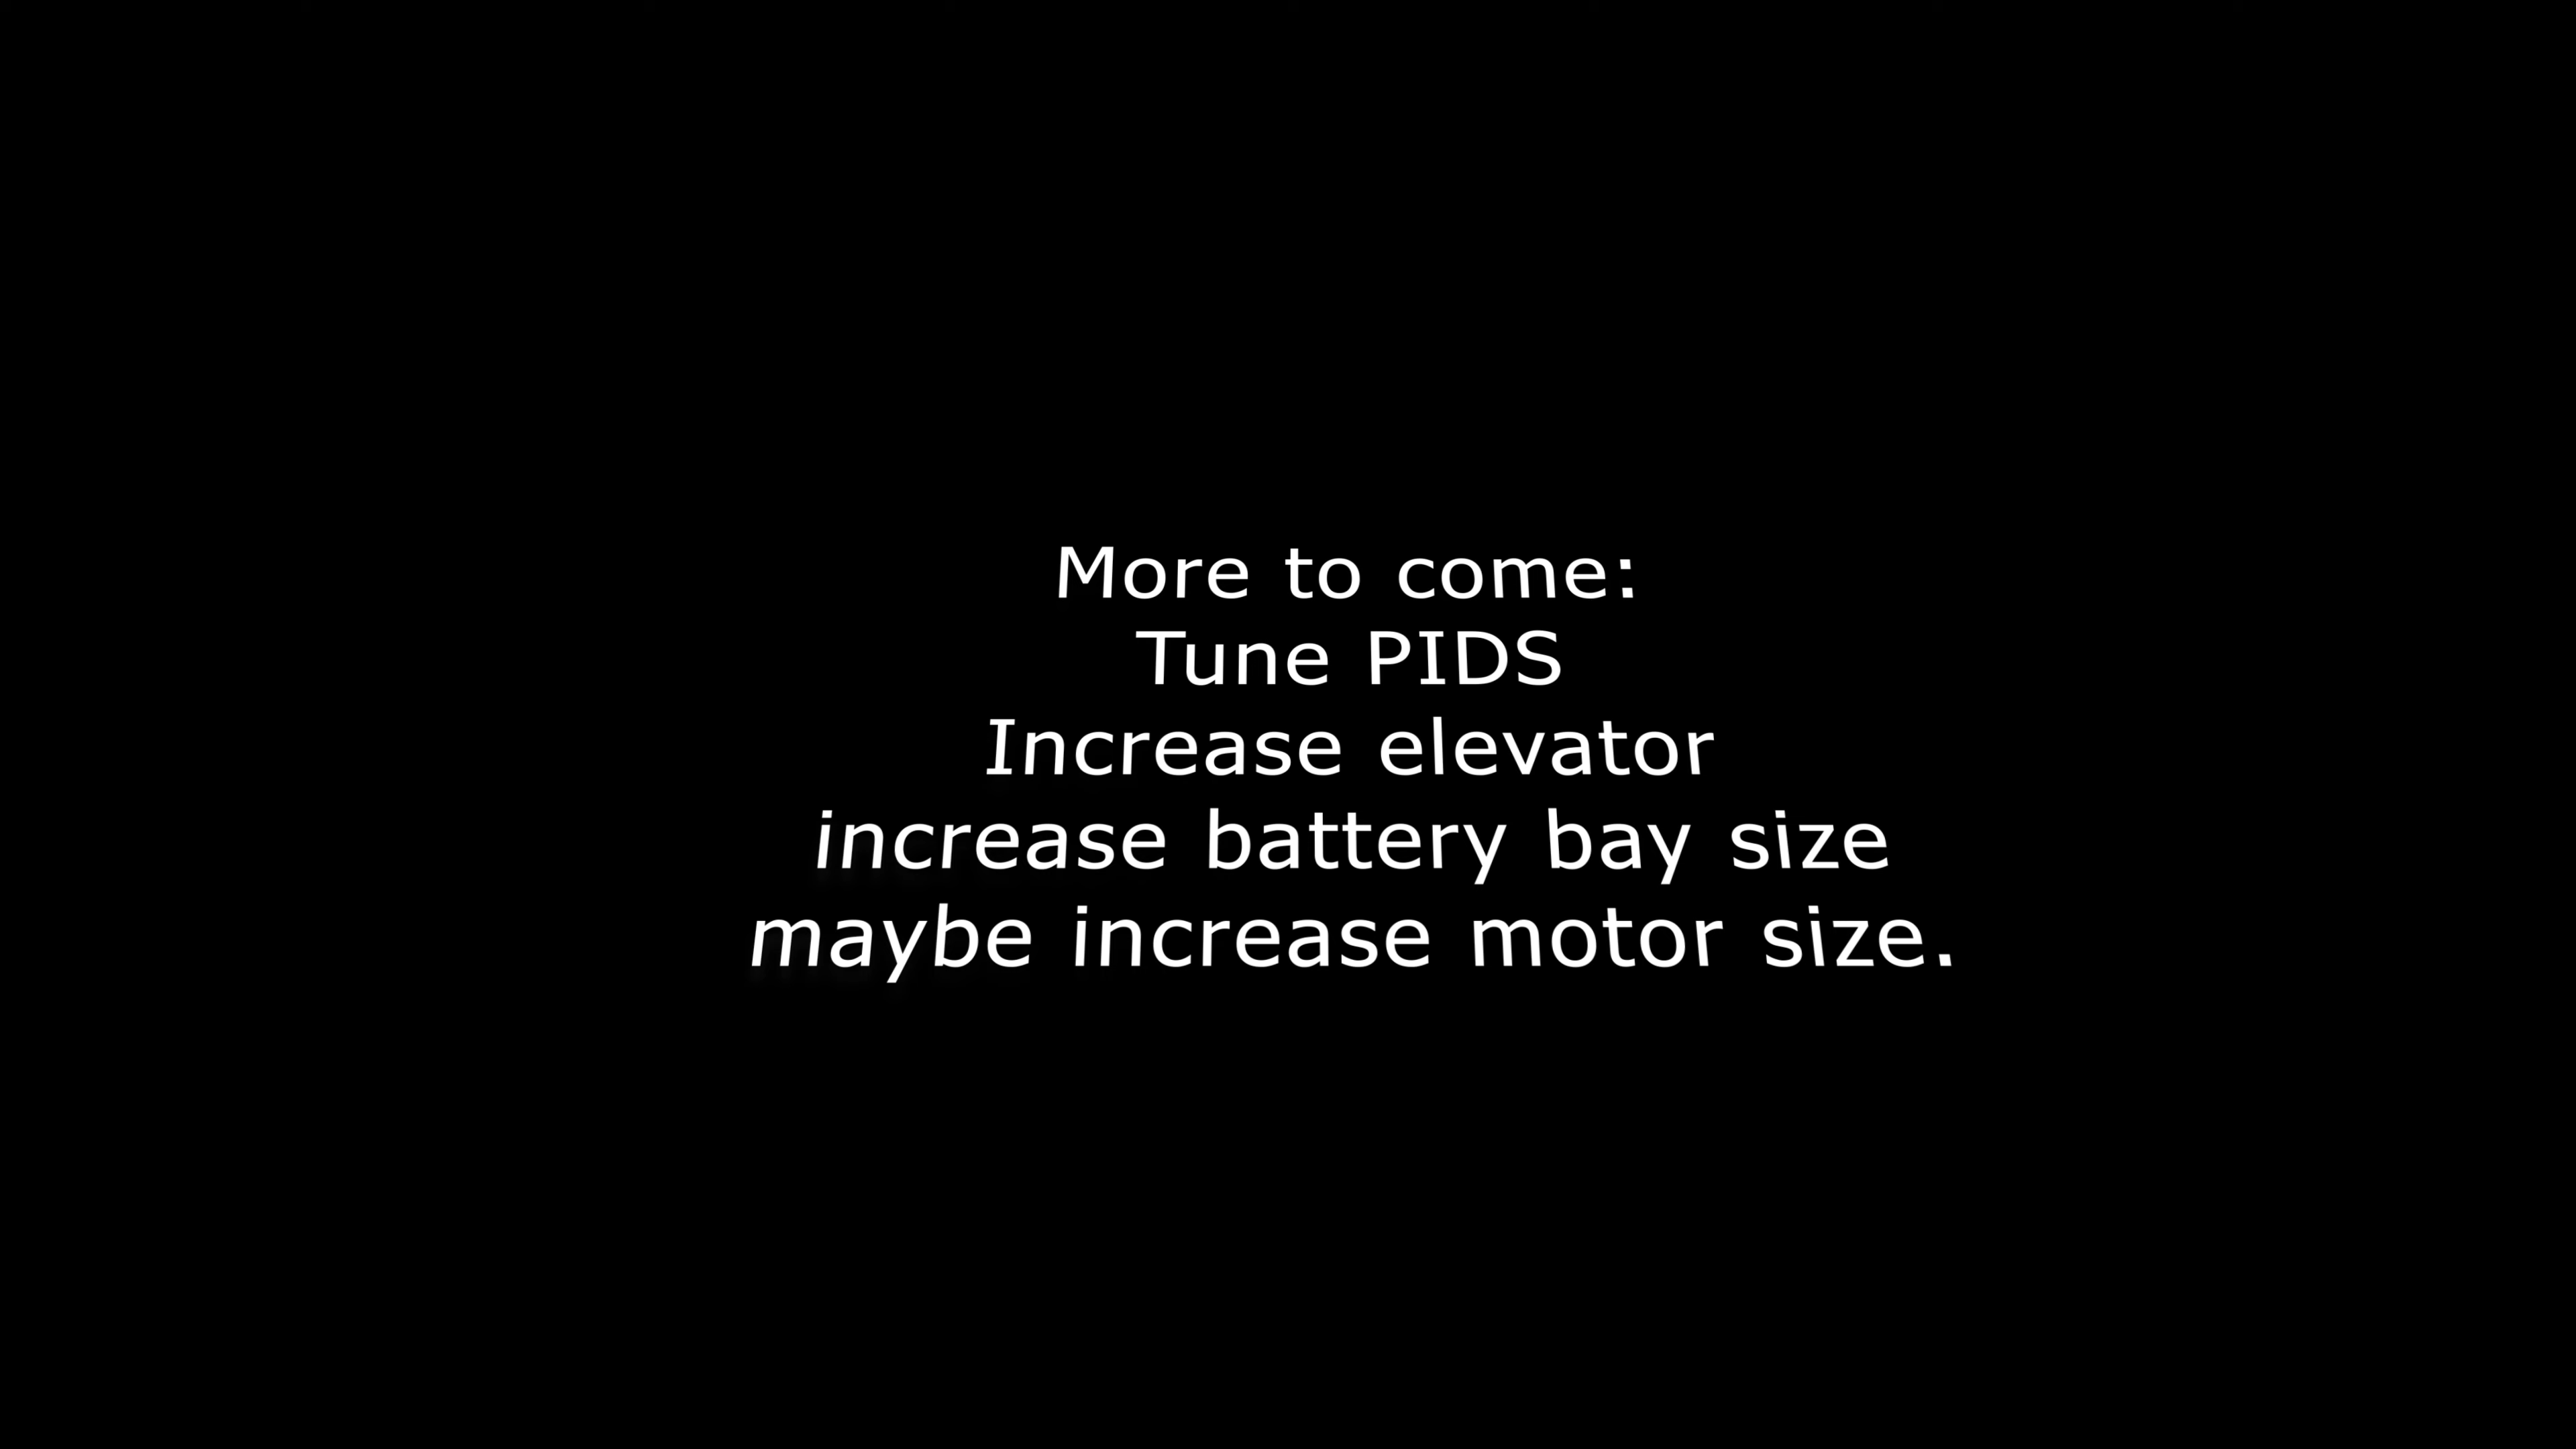 More to come:
Tune PIDS
Increase elevator
increase battery bay size
maybe increase motor size.